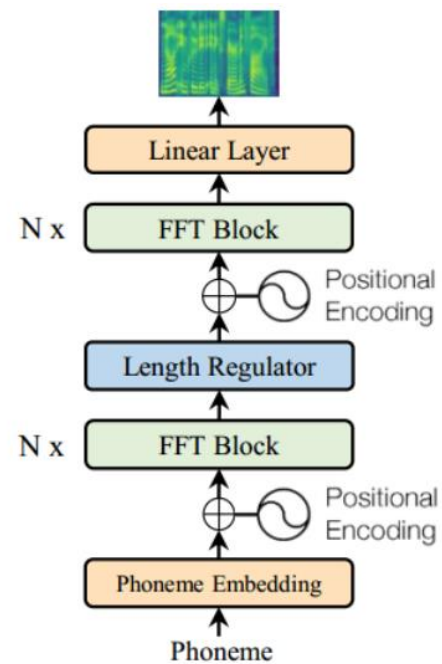 Linear Layer
N x
FFT Block
Positional
Encoding
Length Regulator
N x
FFT Block
Positional
Encoding
Phoneme Embedding
Phoneme